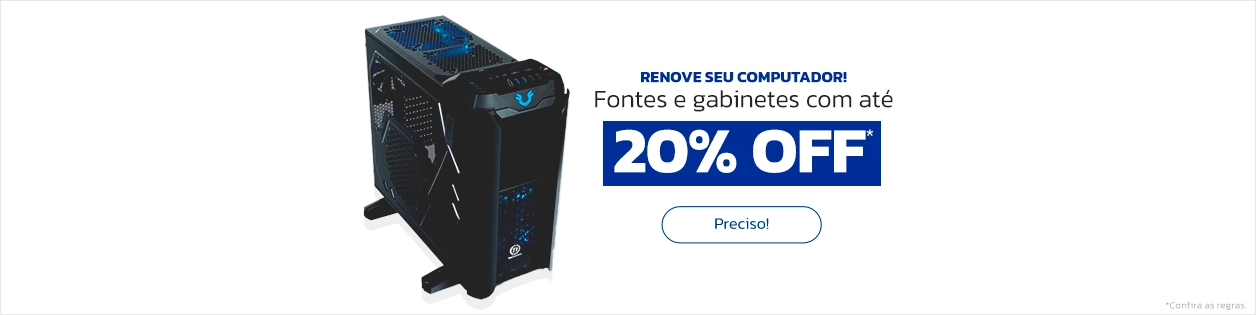 RENOVE SEU COMPUTADOR!
Fontes e gabinetes com até
20% OFF*
Preciso!
*Confira as regras.